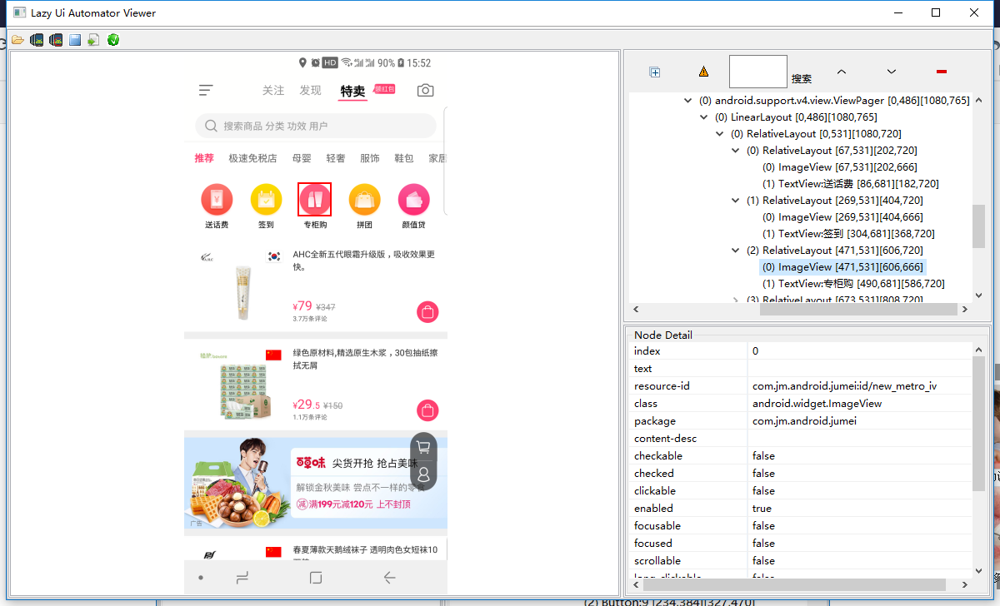 Lazy Ui Automator Viewer
HD 90% 15:52
关注 发现 特卖 领红包
搜索商品 分类 功效 用户
推荐 极速免税店 母婴 轻奢 服饰 鞋包 家居
送话费 签到 专柜购 拼团 颜值贷
AHC全新五代眼霜升级版，吸收效果更
快。
¥79 ¥347
3.7万条评论
绿色原材料,精选原生木浆，30包抽纸擦
拭无屑
¥29.5 ¥150
1.1万条评论
百草味 尖货开抢 抢占美味
解锁金秋美味 尝点不一样的零食
减 满199元减120元 上不封顶
广告
春夏薄款天鹅绒袜子 透明肉色女短袜10
搜索
(0) android.support.v4.view.ViewPager [0,486][1080,765]
(0) LinearLayout [0,486][1080,765]
(0) RelativeLayout [0,531][1080,720]
(0) RelativeLayout [67,531][202,720]
(0) ImageView [67,531][202,666]
(1) TextView:送话费 [86,681][182,720]
(1) RelativeLayout [269,531][404,720]
(0) ImageView [269,531][404,666]
(1) TextView:签到 [304,681][368,720]
(2) RelativeLayout [471,531][606,720]
(0) ImageView [471,531][606,666]
(1) TextView:专柜购 [490,681][586,720]
(3) RelativeLayout [673,531][808,720]
Node Detail
index 0
text
resource-id com.jm.android.jumei:id/new_metro_iv
class android.widget.ImageView
package com.jm.android.jumei
content-desc
checkable false
checked false
clickable false
enabled true
focusable false
focused false
scrollable false
long-clickable false
(2) Button:9 [234,384][327,470]